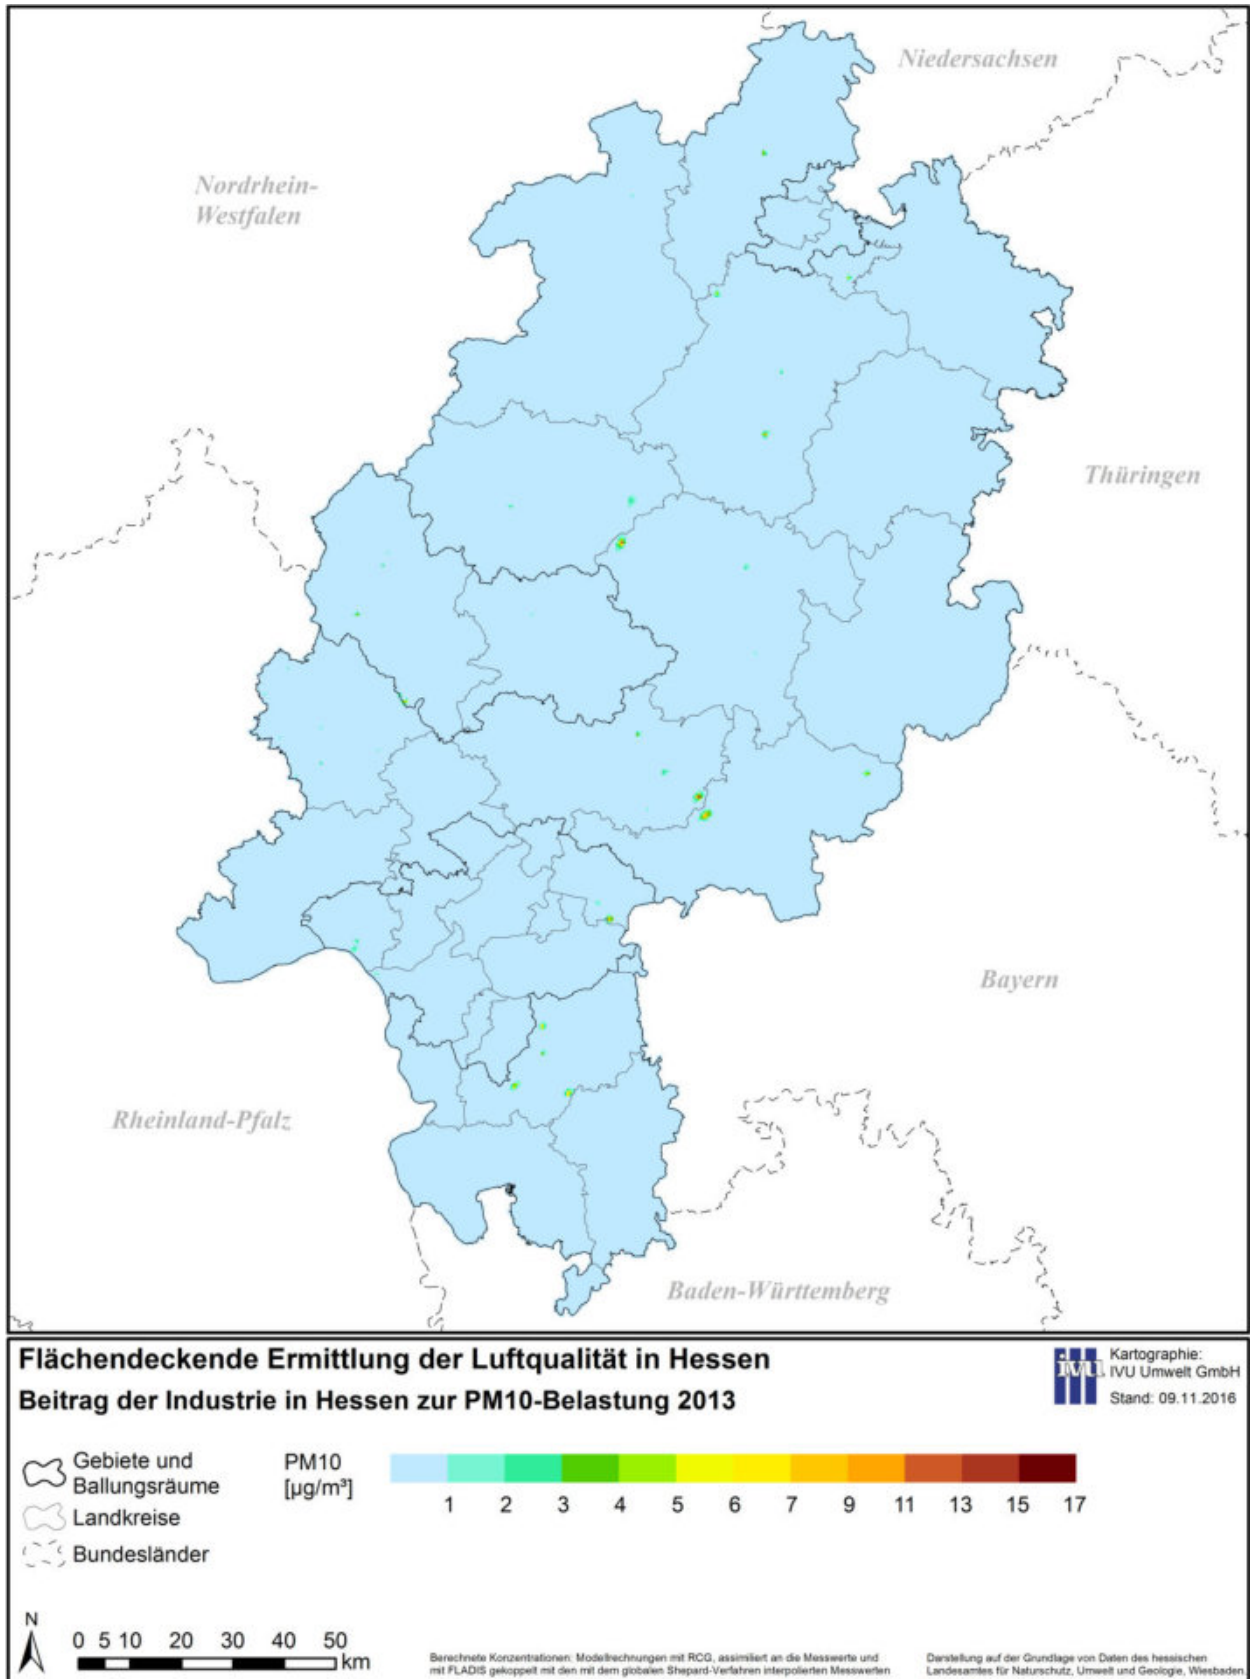 Niedersachsen
Nordrhein-
Westfalen
Thüringen
Bayern
Rheinland-Pfalz
Baden-Württemberg
Flächendeckende Ermittlung der Luftqualität in Hessen
Beitrag der Industrie in Hessen zur PM10-Belastung 2013
ivu
Kartographie:
IVU Umwelt GmbH
Stand: 09.11.2016
Gebiete und
Ballungsräume
Landkreise
Bundesländer
PM10
[µg/m³]
1 2 3 4 5 6 7 9 11 13 15 17
N
0 5 10 20 30 40 50
km
Berechnete Konzentrationen: Modellrechnungen mit RCG, assimiliert an die Messwerte und
mit FLADIS gekoppelt mit den mit dem globalen Shepard-Verfahren interpolierten Messwerten
Darstellung auf der Grundlage von Daten des hessischen
Landesamtes für Naturschutz, Umwelt und Geologie, Wiesbaden